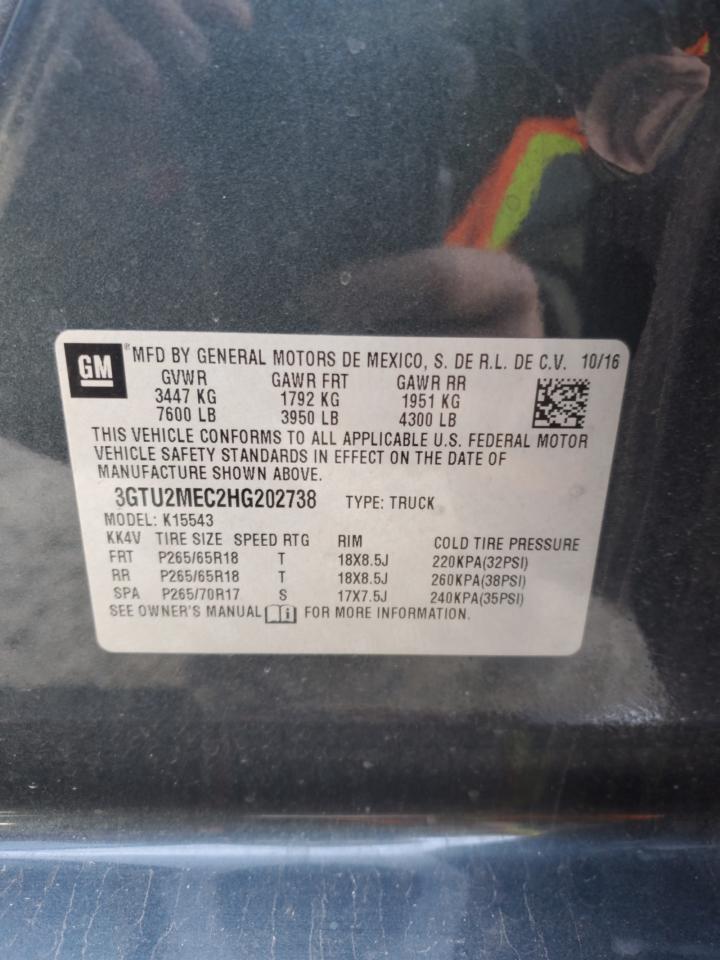 GM ® MFD BY GENERAL MOTORS DE MEXICO, S. DE R.L. DE C.V. 10/16
GVWR GAWR FRT GAWR RR
3447 KG 1792 KG 1951 KG
7600 LB 3950 LB 4300 LB
THIS VEHICLE CONFORMS TO ALL APPLICABLE U.S. FEDERAL MOTOR
VEHICLE SAFETY STANDARDS IN EFFECT ON THE DATE OF
MANUFACTURE SHOWN ABOVE.
3GTU2MEC2HG202738 TYPE: TRUCK
MODEL: K15543
KK4V TIRE SIZE SPEED RTG RIM COLD TIRE PRESSURE
FRT P265/65R18 T 18X8.5J 220KPA(32PSI)
RR P265/65R18 T 18X8.5J 260KPA(38PSI)
SPA P265/70R17 S 17X7.5J 240KPA(35PSI)
SEE OWNER'S MANUAL i FOR MORE INFORMATION.